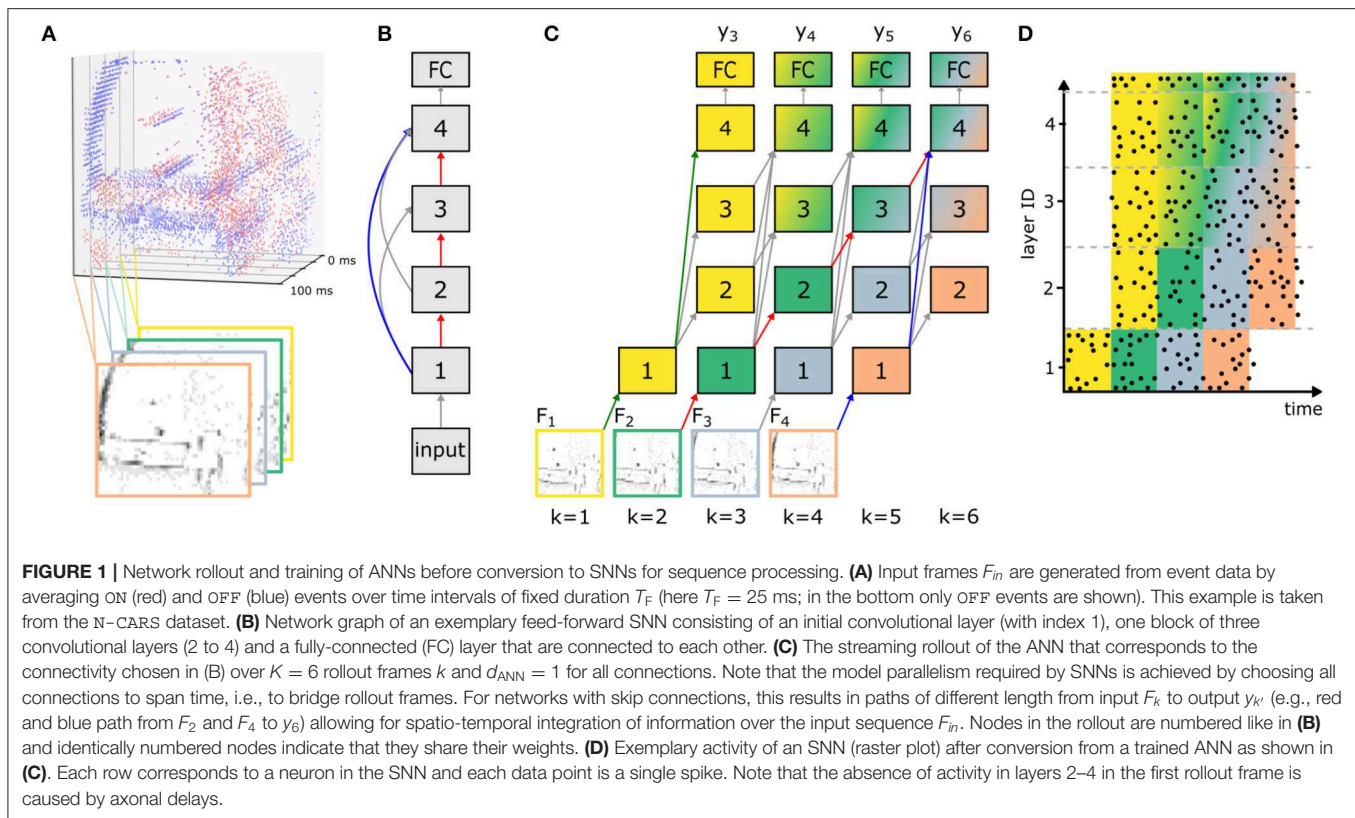 A
0 ms
100 ms
B
FC
4
3
2
1
input
C
y3 y4 y5 y6
FC FC FC FC
4 4 4 4
3 3 3 3
2 2 2 2
1 1 1 1
F1 F2 F3 F4
k=1 k=2 k=3 k=4 k=5 k=6
D
layer ID
4
3
2
1
time
FIGURE 1 | Network rollout and training of ANNs before conversion to SNNs for sequence processing. (A) Input frames Fin are generated from event data by
averaging ON (red) and OFF (blue) events over time intervals of fixed duration TF (here TF = 25 ms; in the bottom only OFF events are shown). This example is taken
from the N-CARS dataset. (B) Network graph of an exemplary feed-forward SNN consisting of an initial convolutional layer (with index 1), one block of three
convolutional layers (2 to 4) and a fully-connected (FC) layer that are connected to each other. (C) The streaming rollout of the ANN that corresponds to the
connectivity chosen in (B) over K = 6 rollout frames k and dANN = 1 for all connections. Note that the model parallelism required by SNNs is achieved by choosing all
connections to span time, i.e., to bridge rollout frames. For networks with skip connections, this results in paths of different length from input Fk to output yk′ (e.g., red
and blue path from F2 and F4 to y6) allowing for spatio-temporal integration of information over the input sequence Fin. Nodes in the rollout are numbered like in (B)
and identically numbered nodes indicate that they share their weights. (D) Exemplary activity of an SNN (raster plot) after conversion from a trained ANN as shown in
(C). Each row corresponds to a neuron in the SNN and each data point is a single spike. Note that the absence of activity in layers 2–4 in the first rollout frame is
caused by axonal delays.